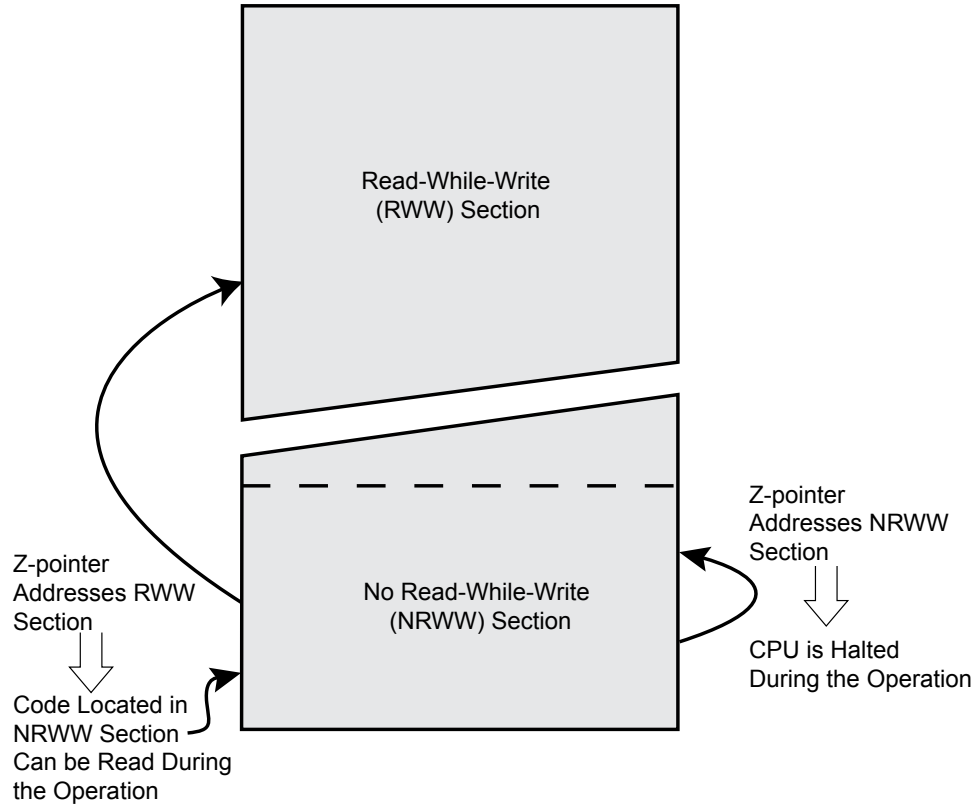 Read-While-Write
(RWW) Section
Z-pointer
Addresses NRWW
Section
Z-pointer
Addresses RWW
Section
No Read-While-Write
(NRWW) Section
CPU is Halted
During the Operation
Code Located in
NRWW Section
Can be Read During
the Operation